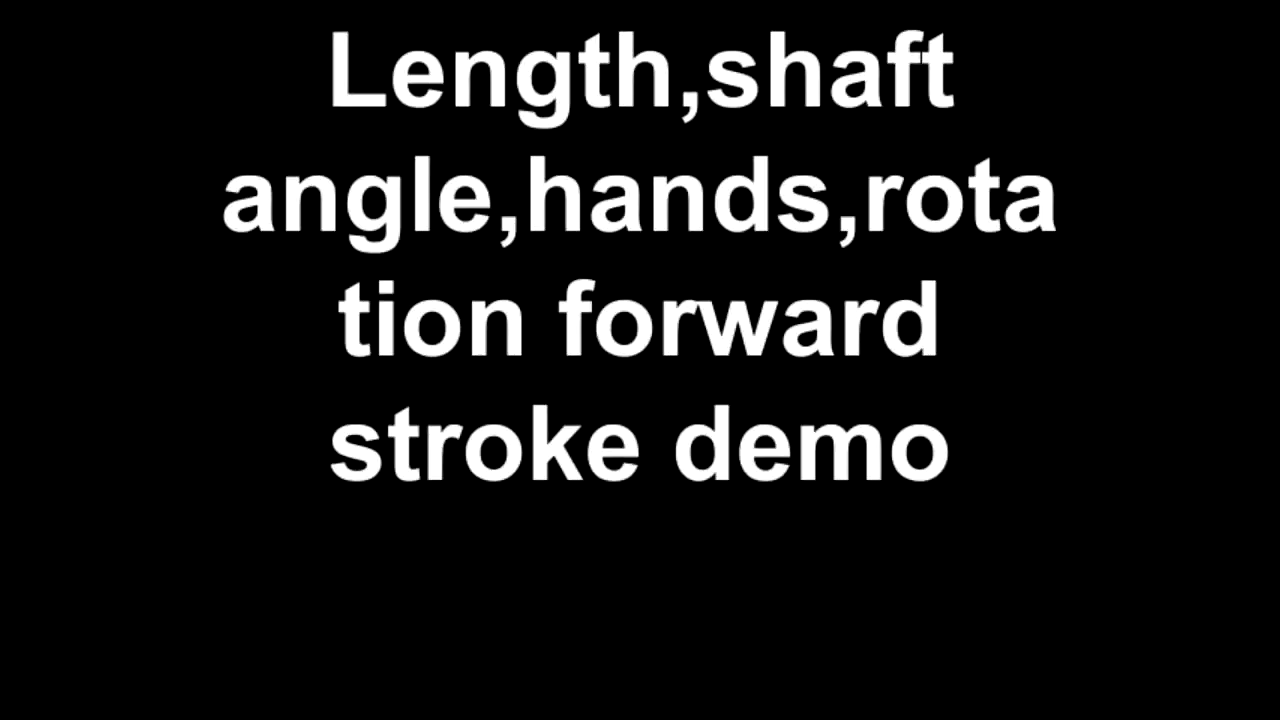 Length,shaft
angle,hands,rota
tion forward
stroke demo